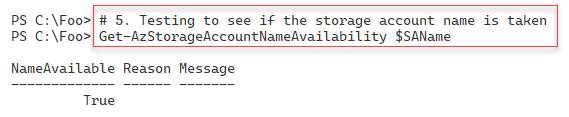 PS C:\Foo> # 5. Testing to see if the storage account name is taken
PS C:\Foo> Get-AzStorageAccountNameAvailability $SAName
NameAvailable Reason Message
------------- ------ -------
True